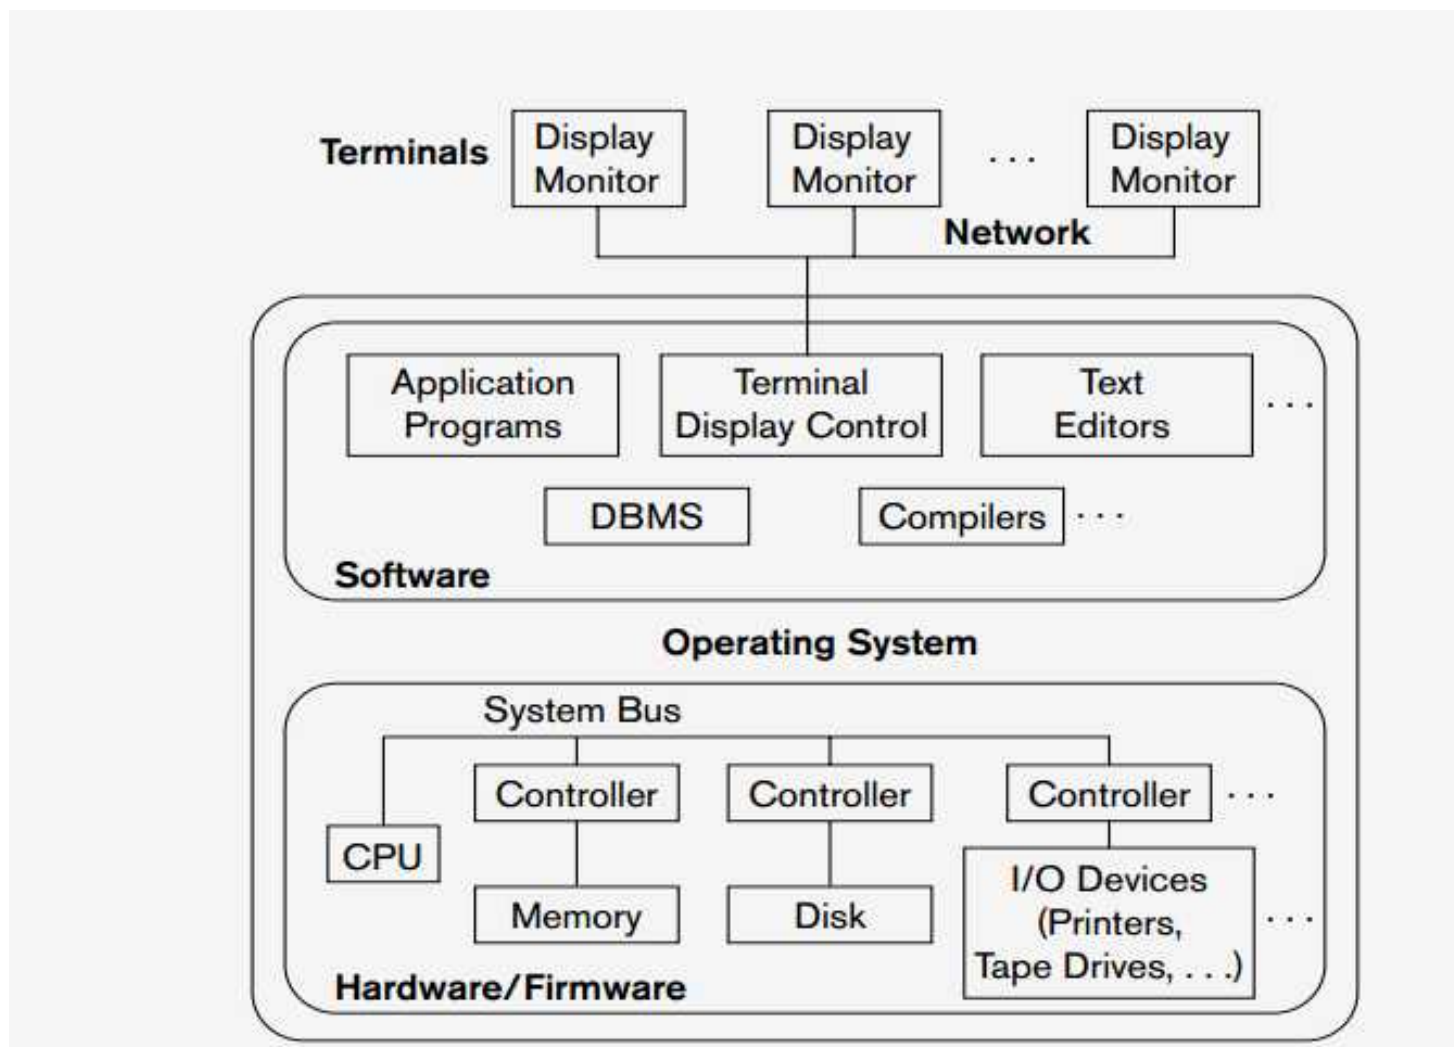 Terminals
Display
Monitor
Display
Monitor
. . .
Display
Monitor
Network
Application
Programs
Terminal
Display Control
Text
Editors
. . .
DBMS
Compilers
. . .
Software
Operating System
System Bus
Controller
Controller
Controller
. . .
CPU
Memory
Disk
I/O Devices
(Printers,
Tape Drives, . . .)
. . .
Hardware/Firmware